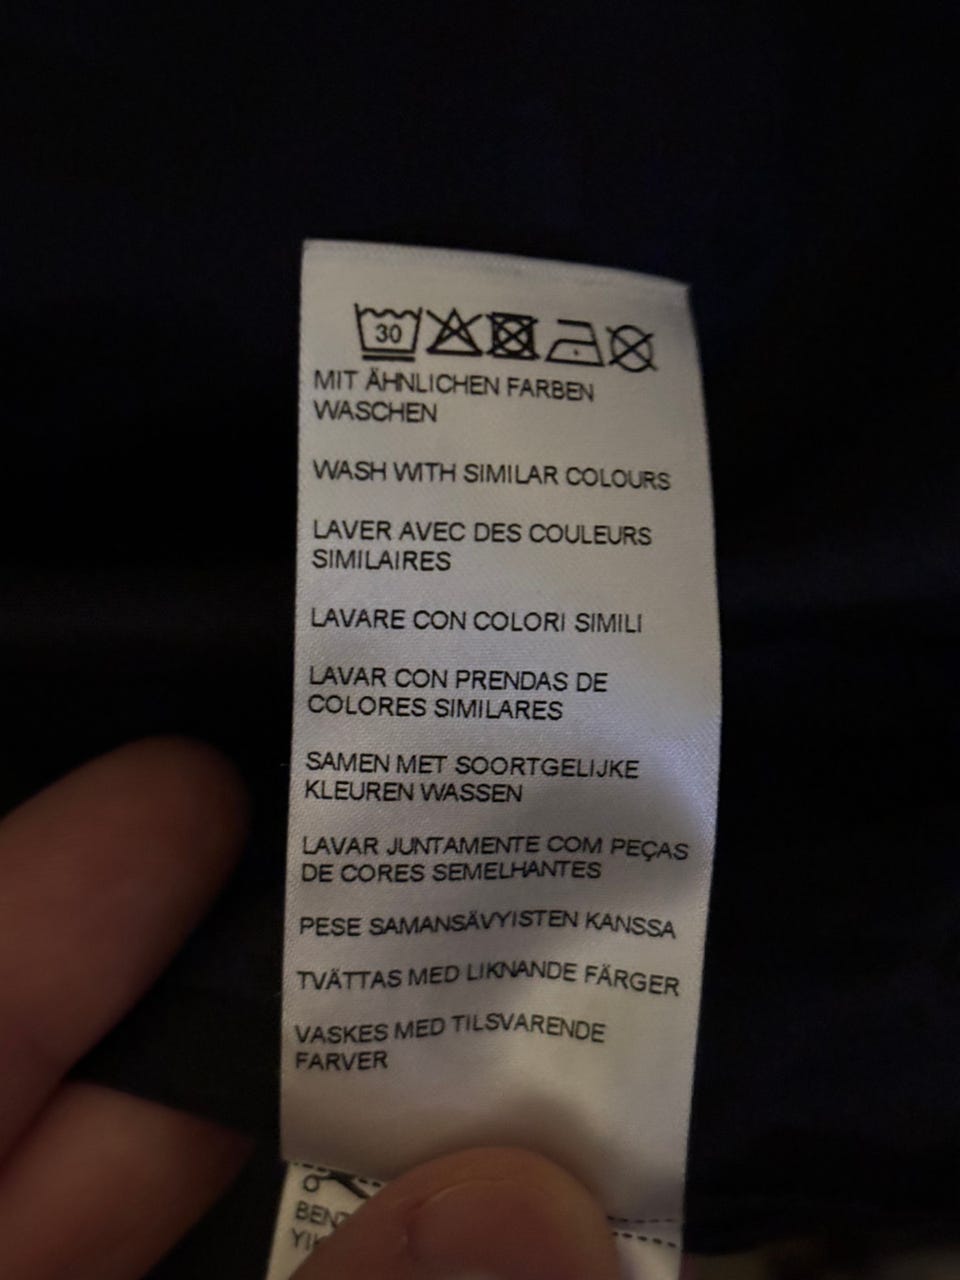 30
MIT ÄHNLICHEN FARBEN
WASCHEN
WASH WITH SIMILAR COLOURS
LAVER AVEC DES COULEURS
SIMILAIRES
LAVARE CON COLORI SIMILI
LAVAR CON PRENDAS DE
COLORES SIMILARES
SAMEN MET SOORTGELIJKE
KLEUREN WASSEN
LAVAR JUNTAMENTE COM PEÇAS
DE CORES SEMELHANTES
PESE SAMANSÄVYISTEN KANSSA
TVÄTTAS MED LIKNANDE FÄRGER
VASKES MED TILSVARENDE
FARVER